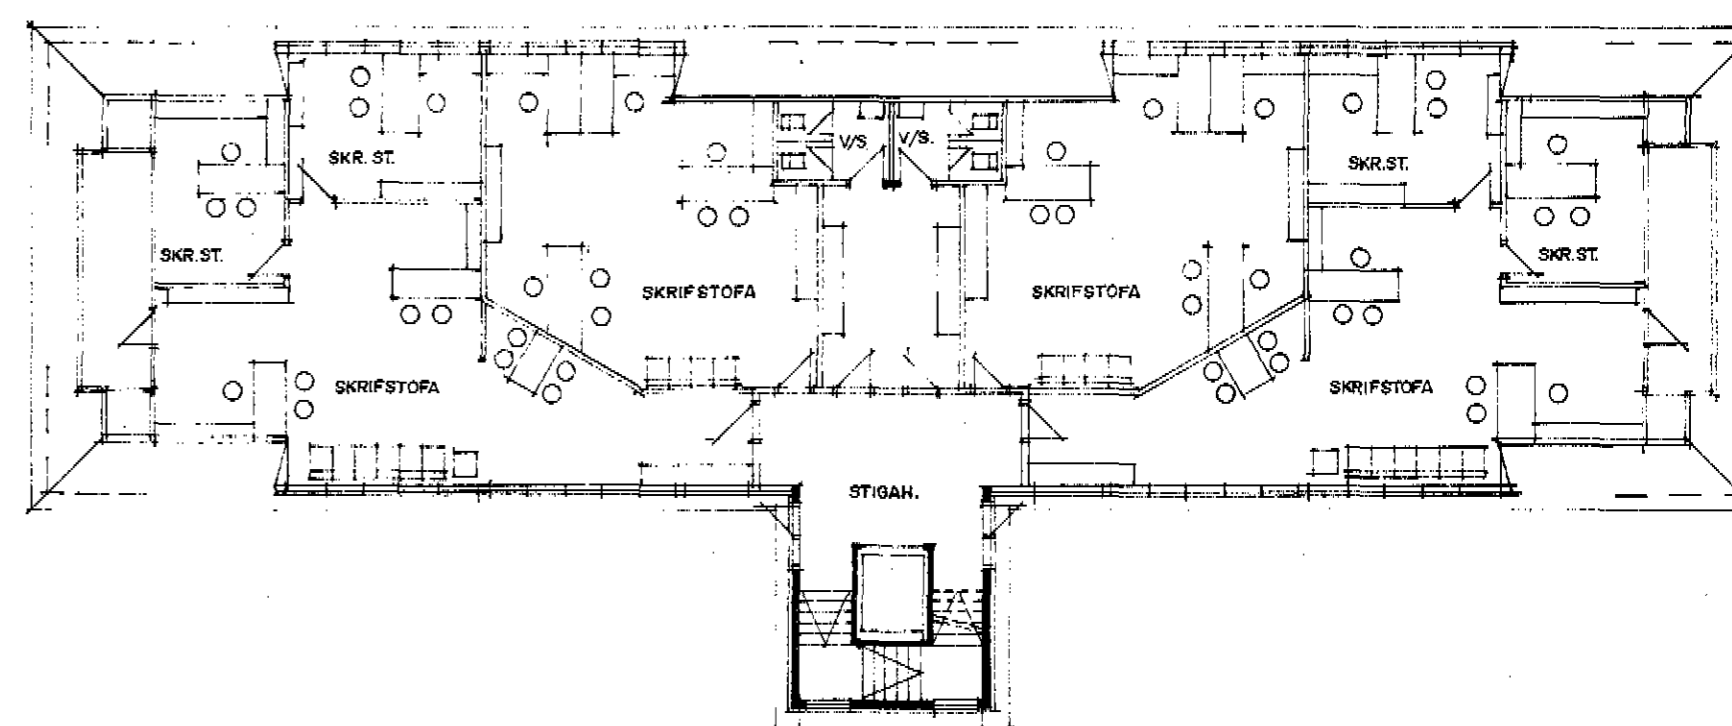 V/S.
V/S.
SKR. ST.
SKR.ST.
SKR.ST.
SKR.ST.
SKRIFSTOFA
SKRIFSTOFA
SKRIFSTOFA
SKRIFSTOFA
STIGAH.